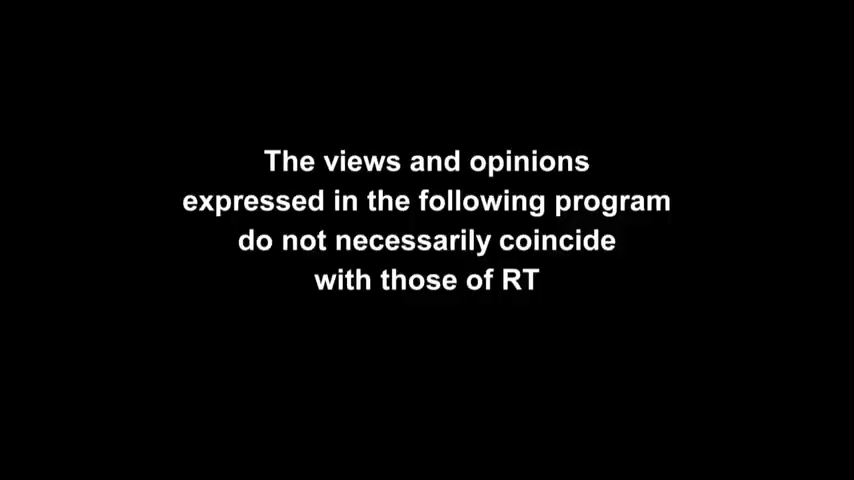 The views and opinions
expressed in the following program
do not necessarily coincide
with those of RT